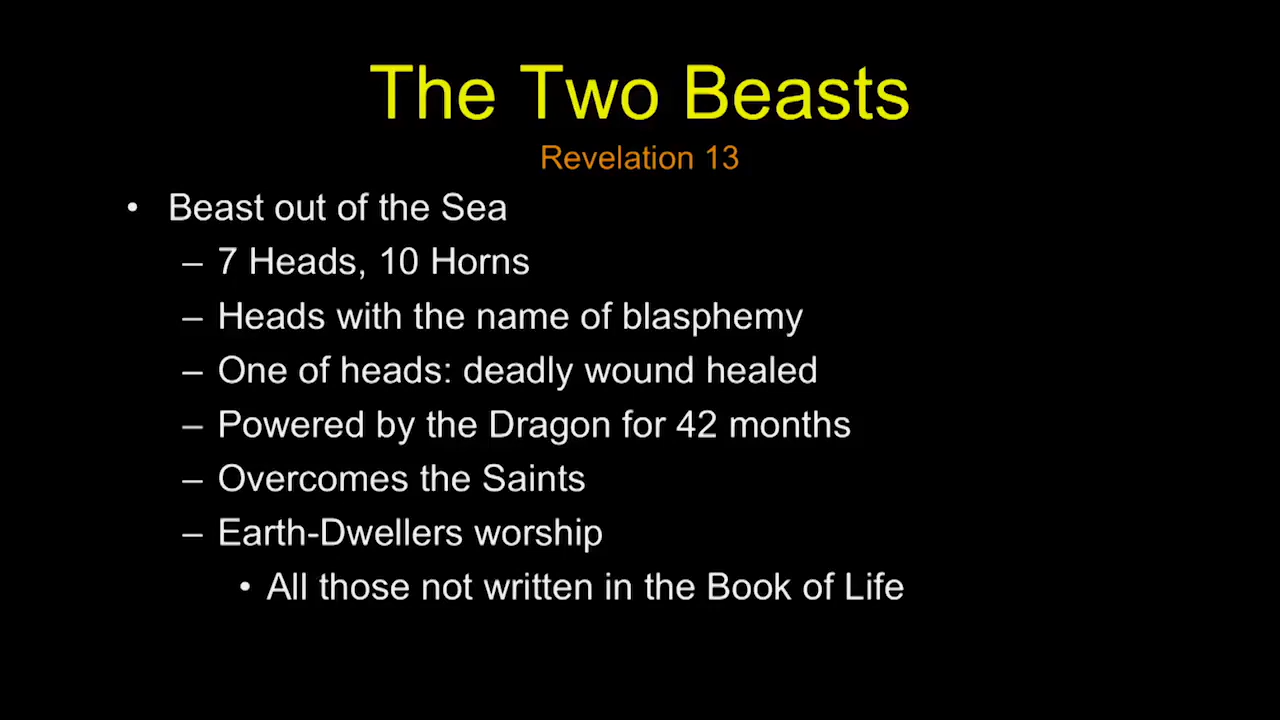 The Two Beasts
Revelation 13
• Beast out of the Sea
– 7 Heads, 10 Horns
– Heads with the name of blasphemy
– One of heads: deadly wound healed
– Powered by the Dragon for 42 months
– Overcomes the Saints
– Earth-Dwellers worship
• All those not written in the Book of Life